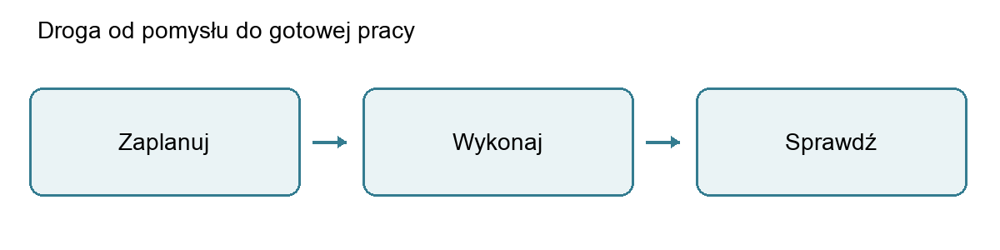 Droga od pomysłu do gotowej pracy
Zaplanuj
Wykonaj
Sprawdź